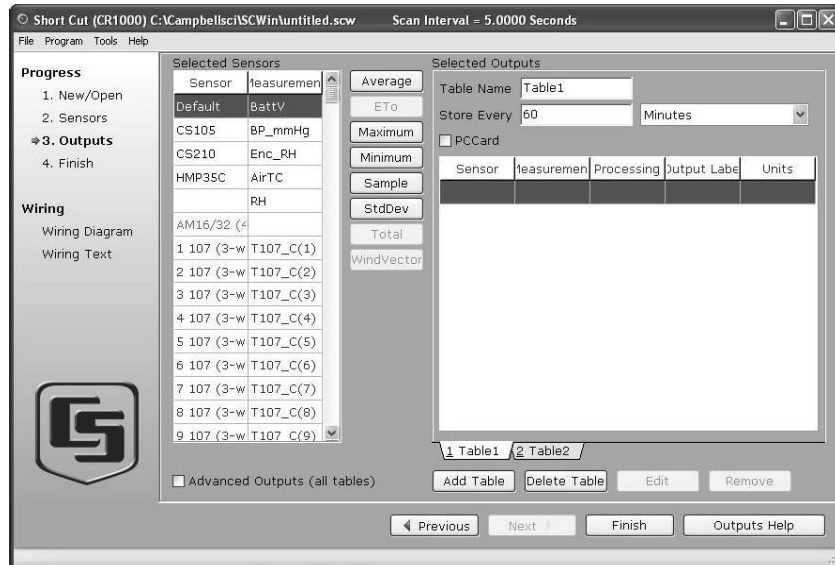 Short Cut (CR1000) C:\Campbellsci\SCWin\untitled.scw Scan Interval = 5.0000 Seconds
File Program Tools Help
Progress
1. New/Open
2. Sensors
3. Outputs
4. Finish
Wiring
Wiring Diagram
Wiring Text
Selected Sensors
Sensor Measuremen
Default BattV
CS105 BP_mmHg
CS210 Enc_RH
HMP35C AirTC
RH
AM16/32 (4
1 107 (3-w T107_C(1)
2 107 (3-w T107_C(2)
3 107 (3-w T107_C(3)
4 107 (3-w T107_C(4)
5 107 (3-w T107_C(5)
6 107 (3-w T107_C(6)
7 107 (3-w T107_C(7)
8 107 (3-w T107_C(8)
9 107 (3-w T107_C(9)
Advanced Outputs (all tables)
Average
ETo
Maximum
Minimum
Sample
StdDev
Total
WindVector
Selected Outputs
Table Name Table1
Store Every 60 Minutes
PCCard
Sensor Measuremen Processing Output Labe Units
1 Table1 2 Table2
Add Table Delete Table Edit Remove
Previous Next Finish Outputs Help